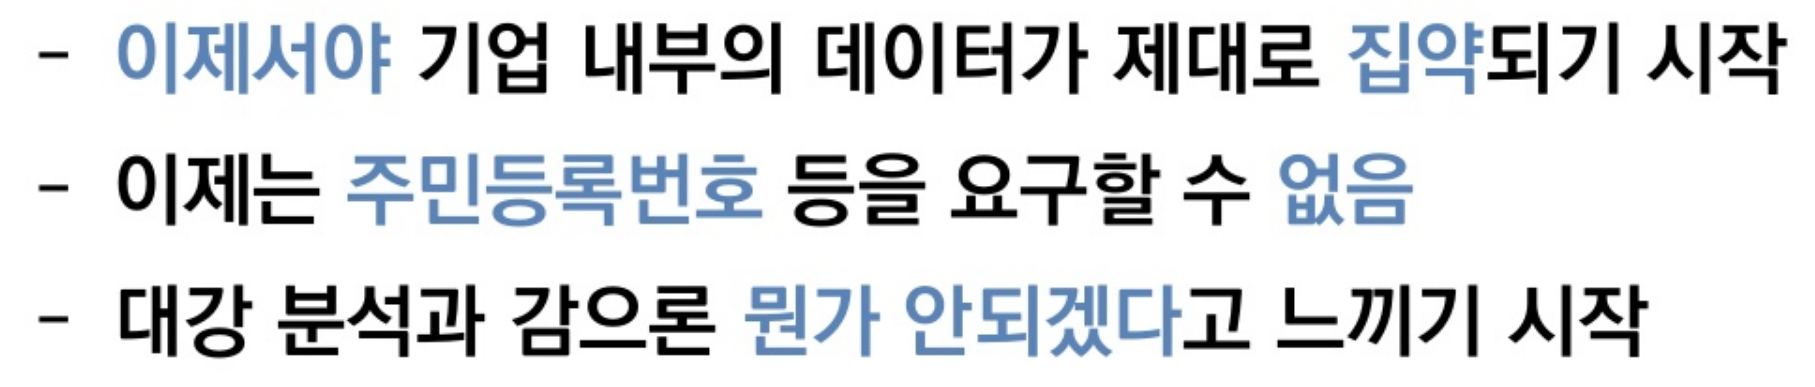 - 이제서야 기업 내부의 데이터가 제대로 집약되기 시작
- 이제는 주민등록번호 등을 요구할 수 없음
- 대강 분석과 감으론 뭔가 안되겠다고 느끼기 시작